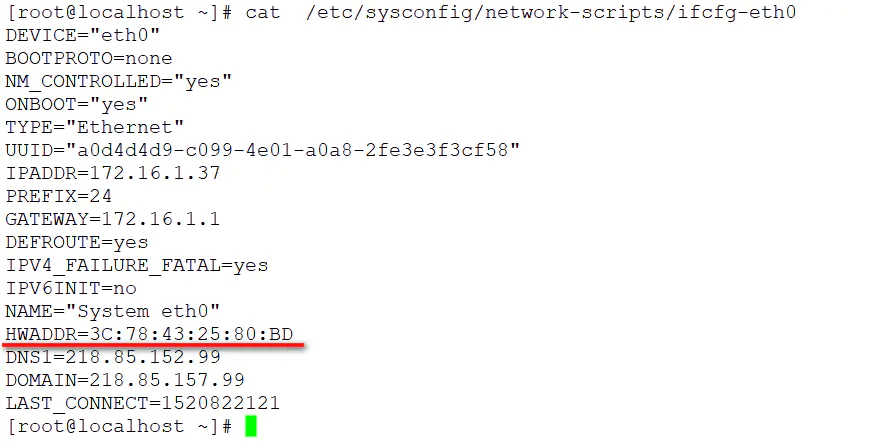 [root@localhost ~]# cat  /etc/sysconfig/network-scripts/ifcfg-eth0
DEVICE="eth0"
BOOTPROTO=none
NM_CONTROLLED="yes"
ONBOOT="yes"
TYPE="Ethernet"
UUID="a0d4d4d9-c099-4e01-a0a8-2fe3e3f3cf58"
IPADDR=172.16.1.37
PREFIX=24
GATEWAY=172.16.1.1
DEFROUTE=yes
IPV4_FAILURE_FATAL=yes
IPV6INIT=no
NAME="System eth0"
HWADDR=3C:78:43:25:80:BD
DNS1=218.85.152.99
DOMAIN=218.85.157.99
LAST_CONNECT=1520822121
[root@localhost ~]#